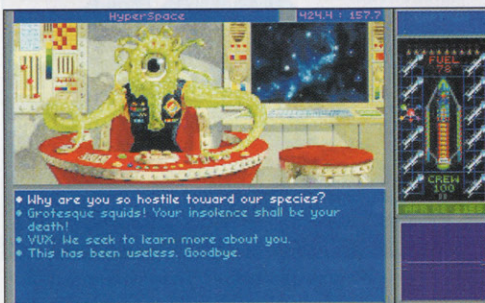 HyperSpace
424.4 : 157.7
• Why are you so hostile toward our species?
• Grotesque squids! Your insolence shall be your
death!
• VUX. We seek to learn more about you.
• This has been useless. Goodbye.
FUEL
78
CREW
100